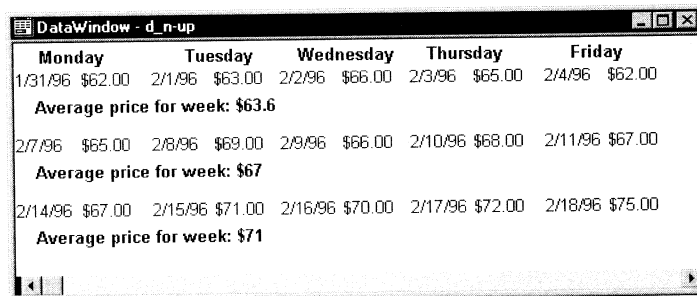 DataWindow - d_n-up
Monday Tuesday Wednesday Thursday Friday
1/31/96 $62.00 2/1/96 $63.00 2/2/96 $66.00 2/3/96 $65.00 2/4/96 $62.00
Average price for week: $63.6
2/7/96 $65.00 2/8/96 $69.00 2/9/96 $66.00 2/10/96 $68.00 2/11/96 $67.00
Average price for week: $67
2/14/96 $67.00 2/15/96 $71.00 2/16/96 $70.00 2/17/96 $72.00 2/18/96 $75.00
Average price for week: $71